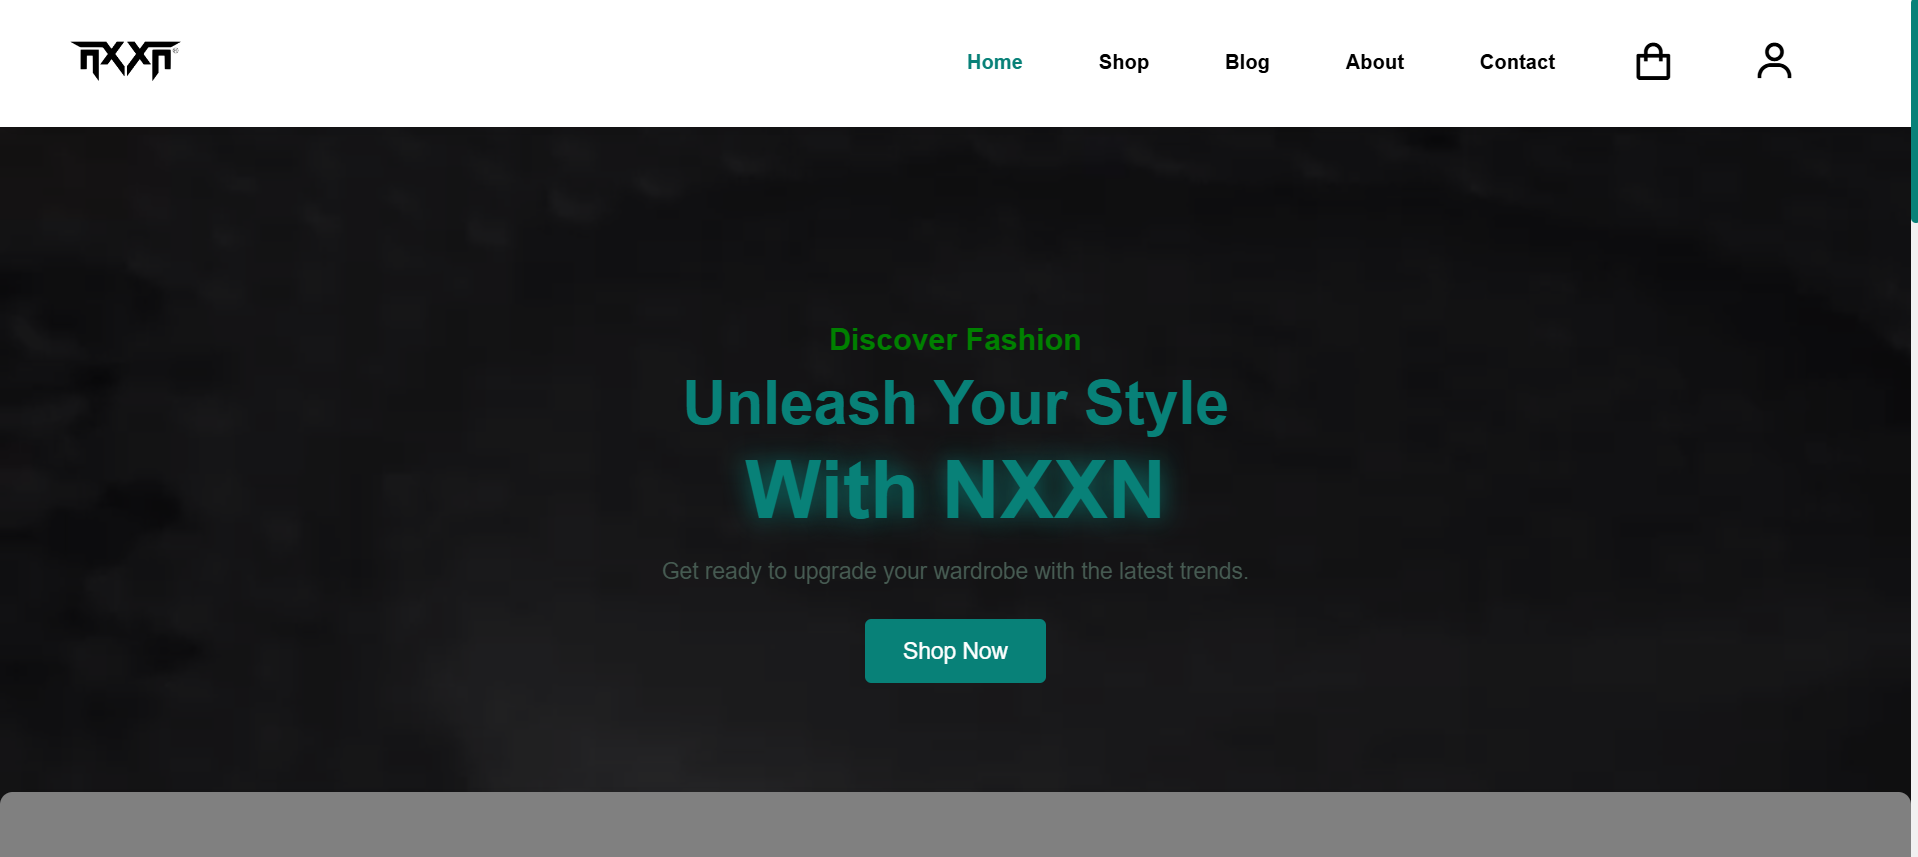 NXXN
Home
Shop
Blog
About
Contact
Discover Fashion
Unleash Your Style
With NXXN
Get ready to upgrade your wardrobe with the latest trends.
Shop Now